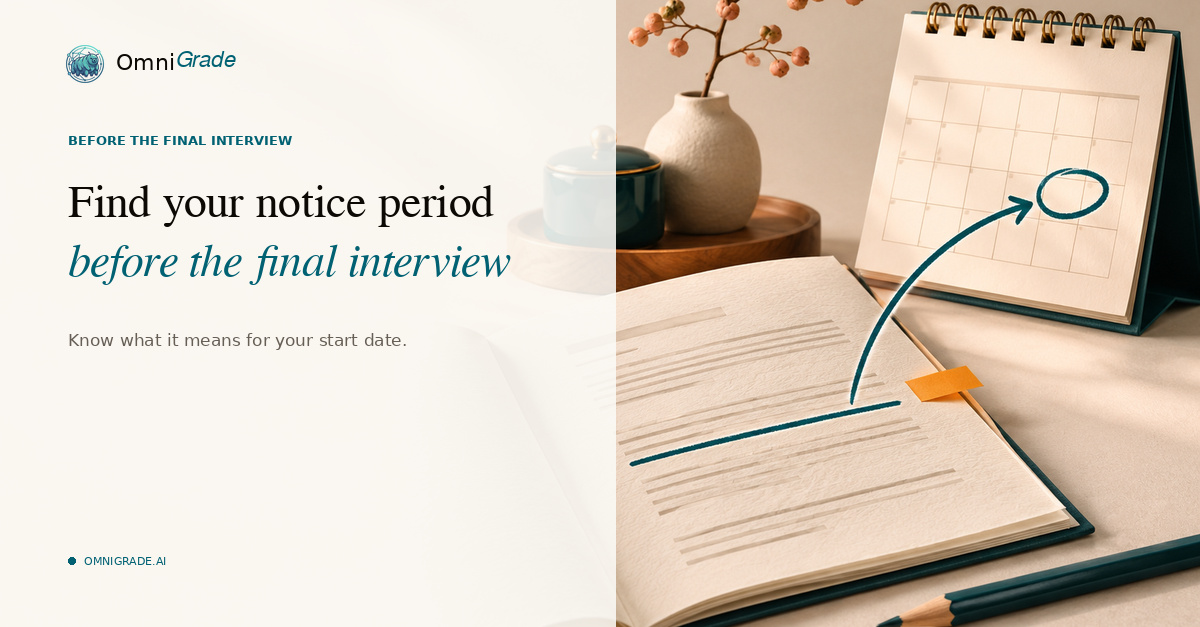 OmniGrade
BEFORE THE FINAL INTERVIEW
Find your notice period
before the final interview
Know what it means for your start date.
OMNIGRADE.AI